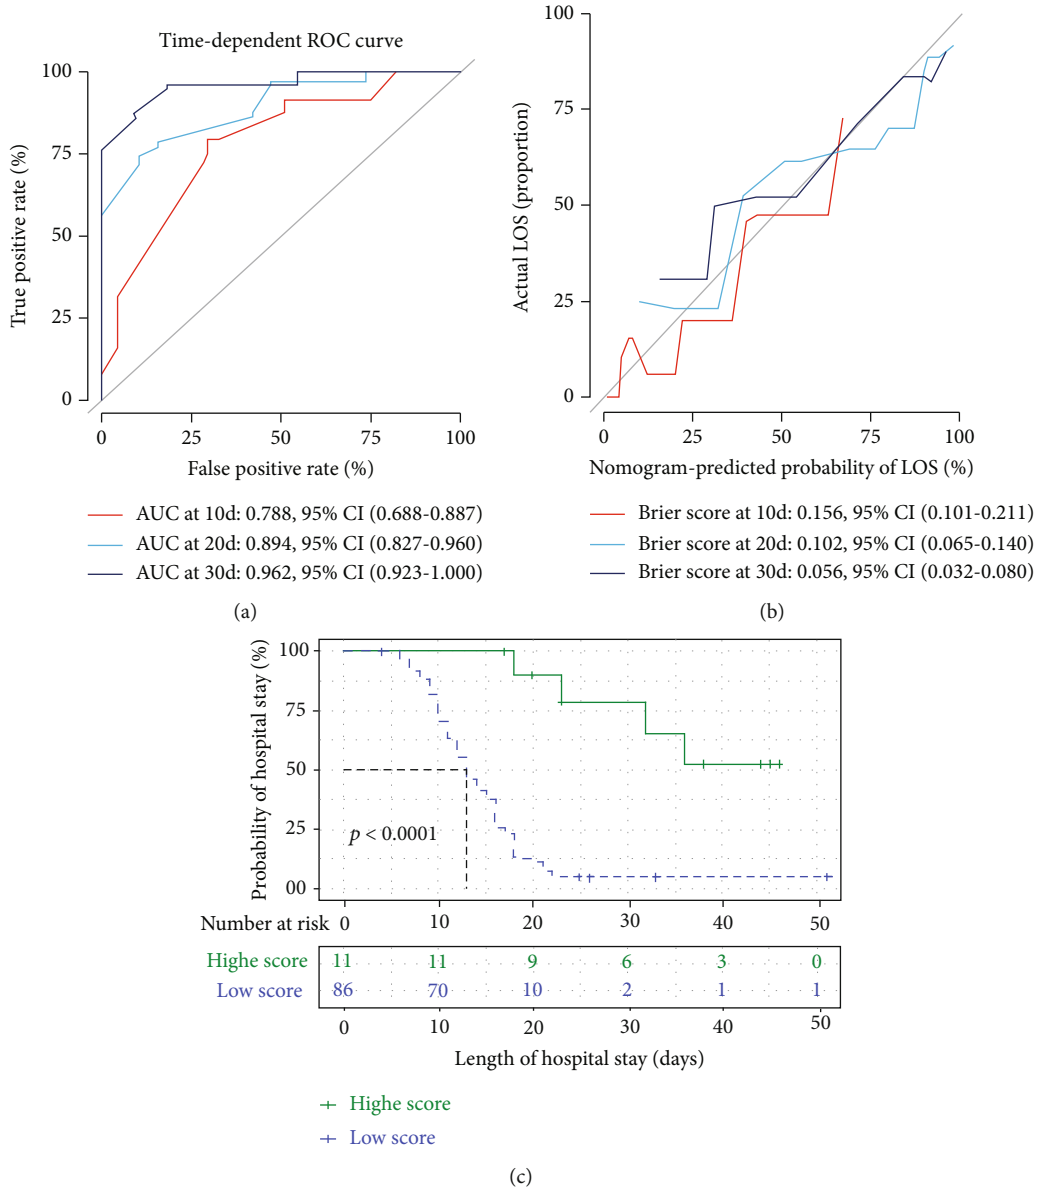 Time-dependent ROC curve
True positive rate (%)
100
75
50
25
0
0 25 50 75 100
False positive rate (%)
AUC at 10d: 0.788, 95% CI (0.688-0.887)
AUC at 20d: 0.894, 95% CI (0.827-0.960)
AUC at 30d: 0.962, 95% CI (0.923-1.000)
(a)
Actual LOS (proportion)
100
75
50
25
0
0 25 50 75 100
Nomogram-predicted probability of LOS (%)
Brier score at 10d: 0.156, 95% CI (0.101-0.211)
Brier score at 20d: 0.102, 95% CI (0.065-0.140)
Brier score at 30d: 0.056, 95% CI (0.032-0.080)
(b)
Probability of hospital stay (%)
100
75
50
25
00
p < 0.0001
Number at risk 0 10 20 30 40 50
Highe score 11 11 9 6 3 0
Low score 86 70 10 2 1 1
0 10 20 30 40 50
Length of hospital stay (days)
Highe score
Low score
(c)